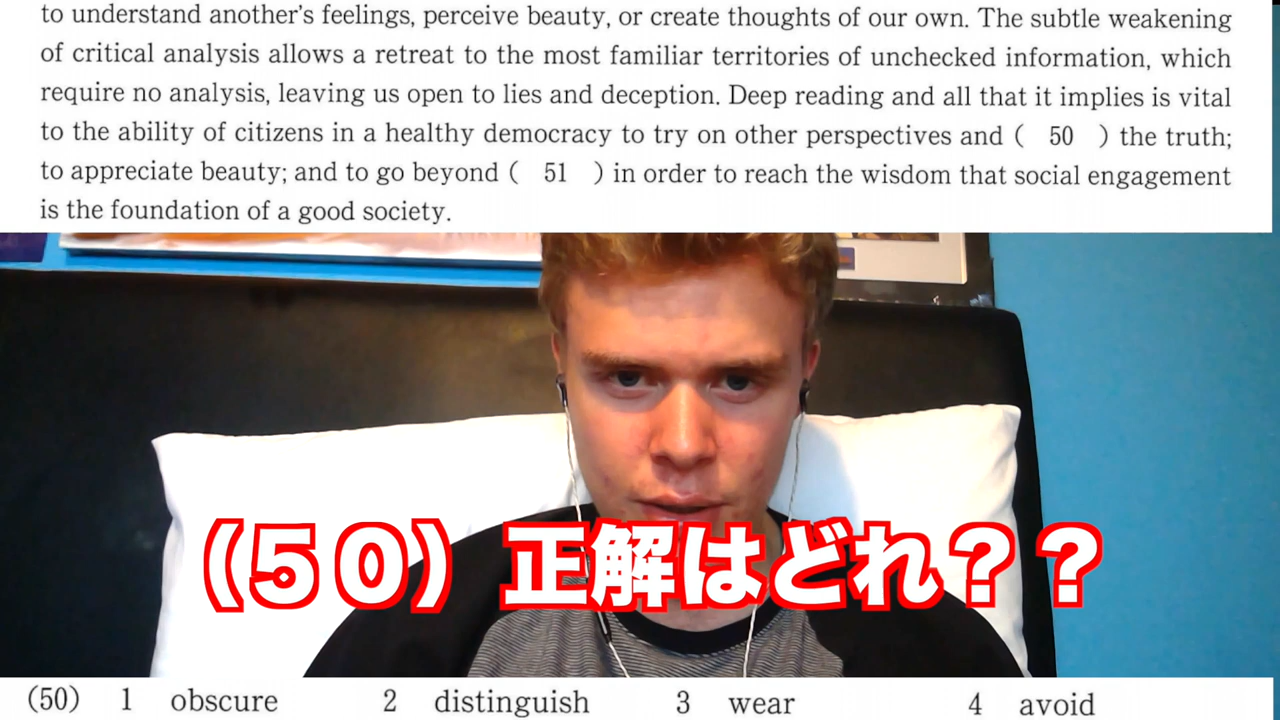 to understand another's feelings, perceive beauty, or create thoughts of our own. The subtle weakening
of critical analysis allows a retreat to the most familiar territories of unchecked information, which
require no analysis, leaving us open to lies and deception. Deep reading and all that it implies is vital
to the ability of citizens in a healthy democracy to try on other perspectives and ( 50 ) the truth;
to appreciate beauty; and to go beyond ( 51 ) in order to reach the wisdom that social engagement
is the foundation of a good society.
（５０）正解はどれ？？
(50) 1 obscure 2 distinguish 3 wear 4 avoid